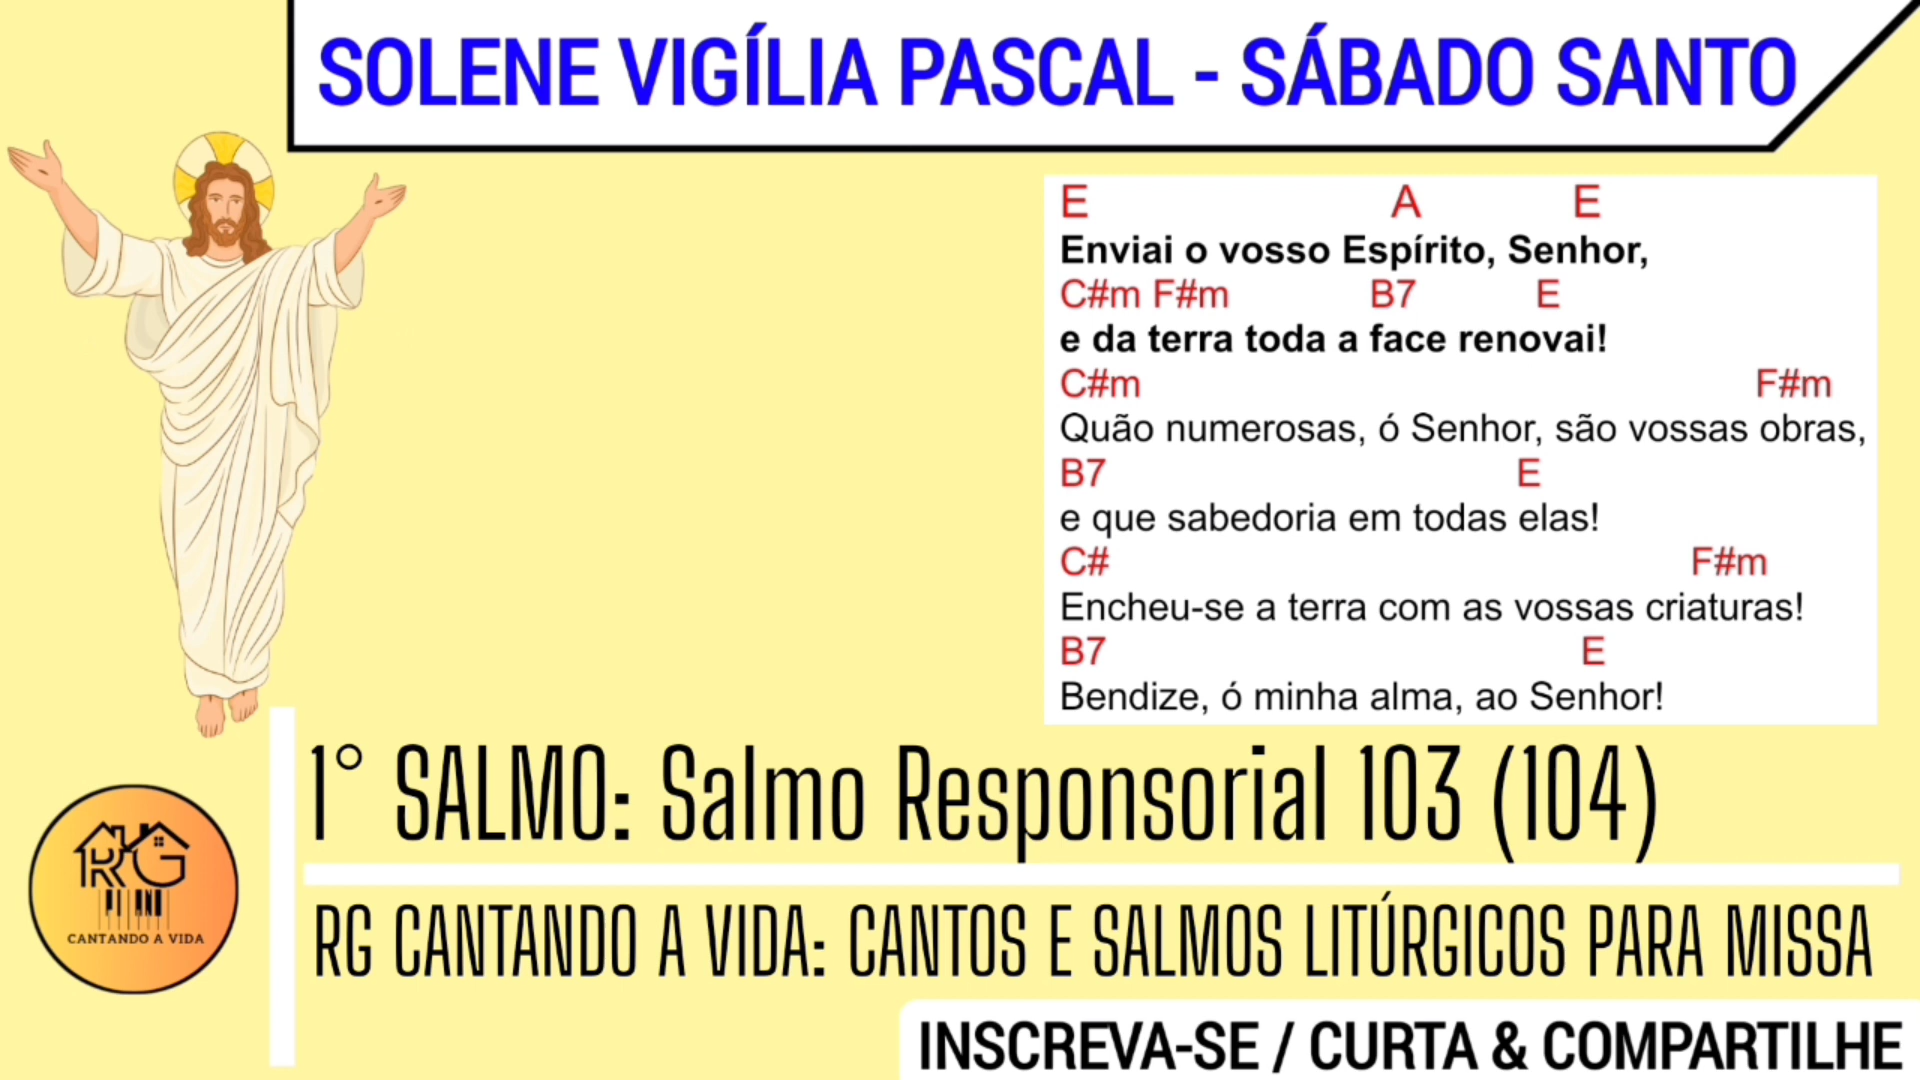 SOLENE VIGÍLIA PASCAL - SÁBADO SANTO
E A E
Enviai o vosso Espírito, Senhor,
C#m F#m B7 E
e da terra toda a face renovai!
C#m F#m
Quão numerosas, ó Senhor, são vossas obras,
B7 E
e que sabedoria em todas elas!
C# F#m
Encheu-se a terra com as vossas criaturas!
B7 E
Bendize, ó minha alma, ao Senhor!
1° SALMO: Salmo Responsorial 103 (104)
RG
CANTANDO A VIDA
RG CANTANDO A VIDA: CANTOS E SALMOS LITÚRGICOS PARA MISSA
INSCREVA-SE / CURTA & COMPARTILHE